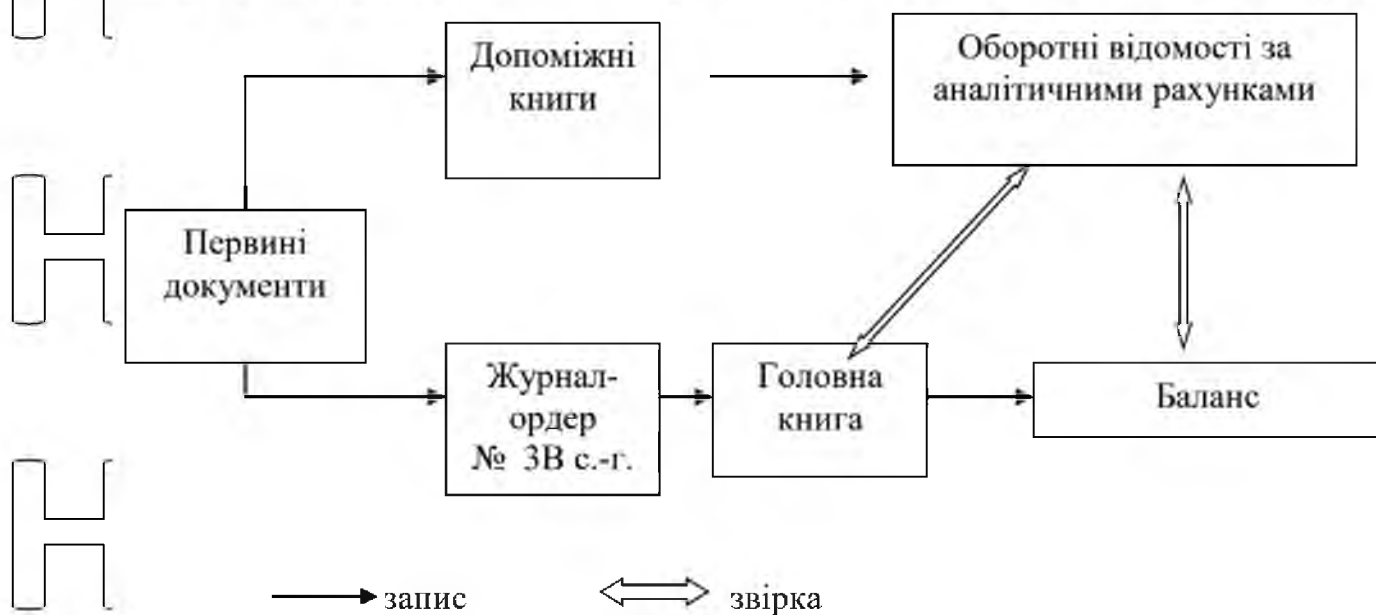 Допоміжні
книги
Оборотні відомості за
аналітичними рахунками
Первині
документи
Журнал-
ордер
№ 3В с.-г.
Головна
книга
Баланс
запис
звірка